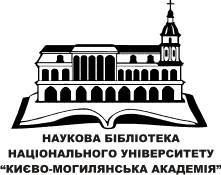 НАУКОВА БІБЛІОТЕКА
НАЦІОНАЛЬНОГО УНІВЕРСИТЕТУ
“КИЄВО-МОГИЛЯНСЬКА АКАДЕМІЯ”